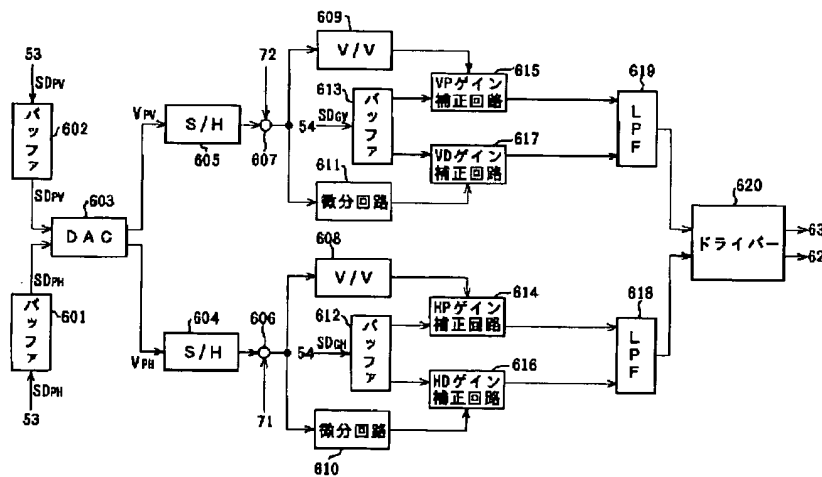 53
SDPV
バッファ
602
SDPV
603
DAC
SDPH
バッファ
601
SDPH
53
VPV
S/H
605
72
607
609
V/V
613
54
SDGV
バッファ
VPゲイン
補正回路
615
VDゲイン
補正回路
617
611
微分回路
619
LPF
620
ドライバー
63
62
VPH
604
S/H
606
71
608
V/V
612
54
SDGH
バッファ
HPゲイン
補正回路
614
HDゲイン
補正回路
616
微分回路
610
618
LPF